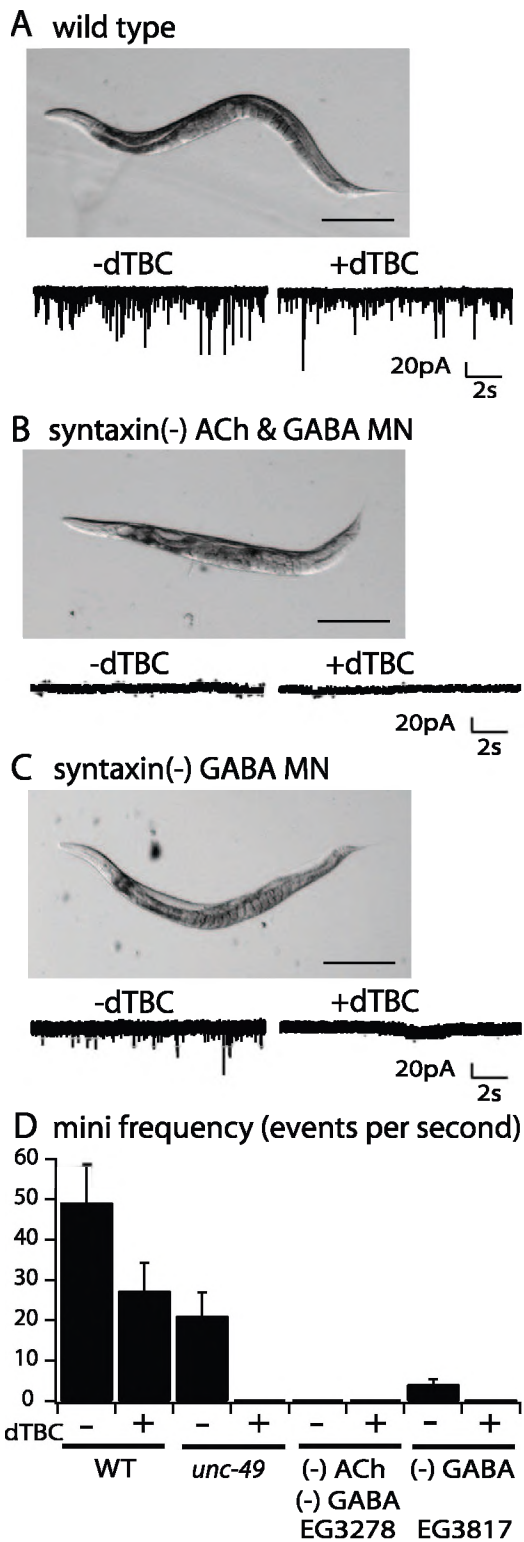 A wild type
-dTBC +dTBC
20pA
2s
B syntaxin(-) ACh & GABA MN
-dTBC +dTBC
20pA
2s
C syntaxin(-) GABA MN
-dTBC +dTBC
20pA
2s
D mini frequency (events per second)
60
50
40
30
20
10
0
dTBC - + - + - + - +
WT unc-49 (-) ACh (-) GABA
(-) GABA
EG3278 EG3817